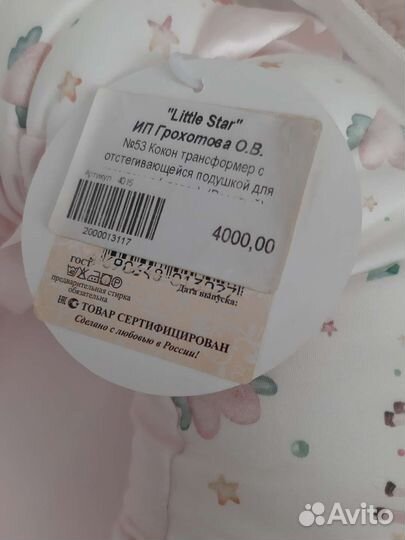 "Little Star"
ИП Грохотова О.В.
№53 Кокон трансформер с
отстегивающейся подушкой для
Артикул 4015
4000,00
2000013117
ГОСТ
Дата выпуска:
предварительная стирка
обязательна
ЕАС ТОВАР СЕРТИФИЦИРОВАН
Сделано с любовью в России!
Avito